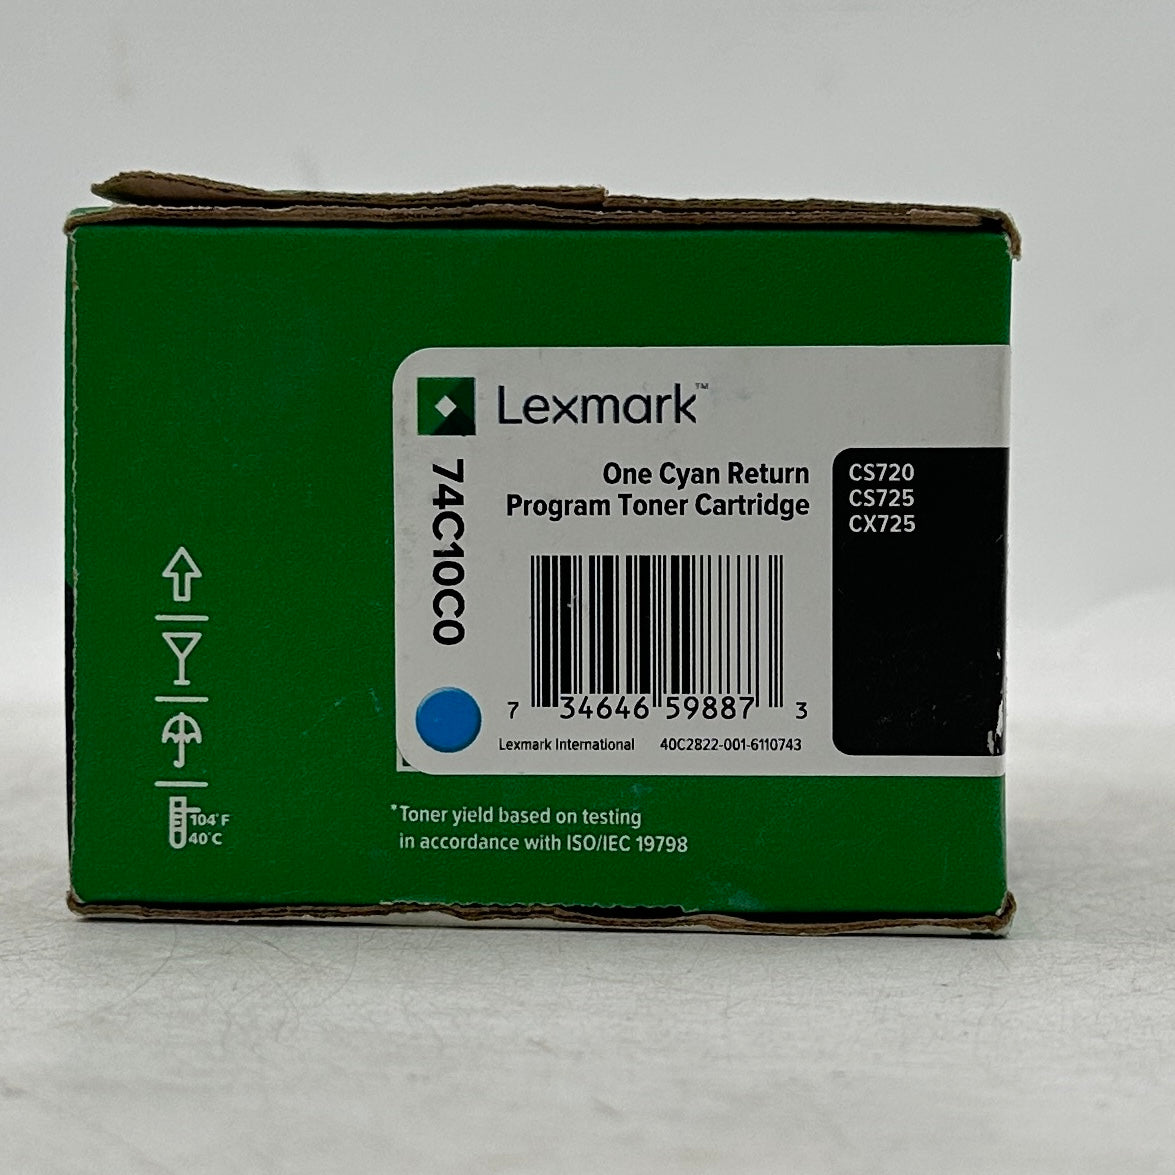 Lexmark™
74C10C0
One Cyan Return
Program Toner Cartridge
CS720
CS725
CX725
7 34646 59887 3
Lexmark International 40C2822-001-6110743
104°F
40°C
*Toner yield based on testing
in accordance with ISO/IEC 19798